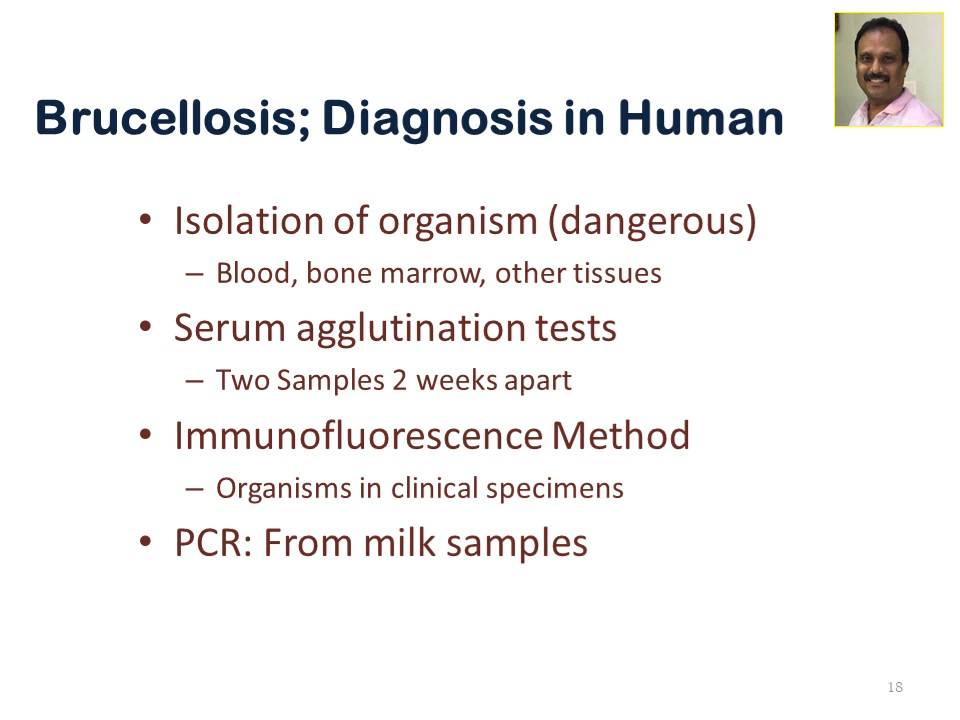 Brucellosis; Diagnosis in Human
• Isolation of organism (dangerous)
– Blood, bone marrow, other tissues
• Serum agglutination tests
– Two Samples 2 weeks apart
• Immunofluorescence Method
– Organisms in clinical specimens
• PCR: From milk samples
18